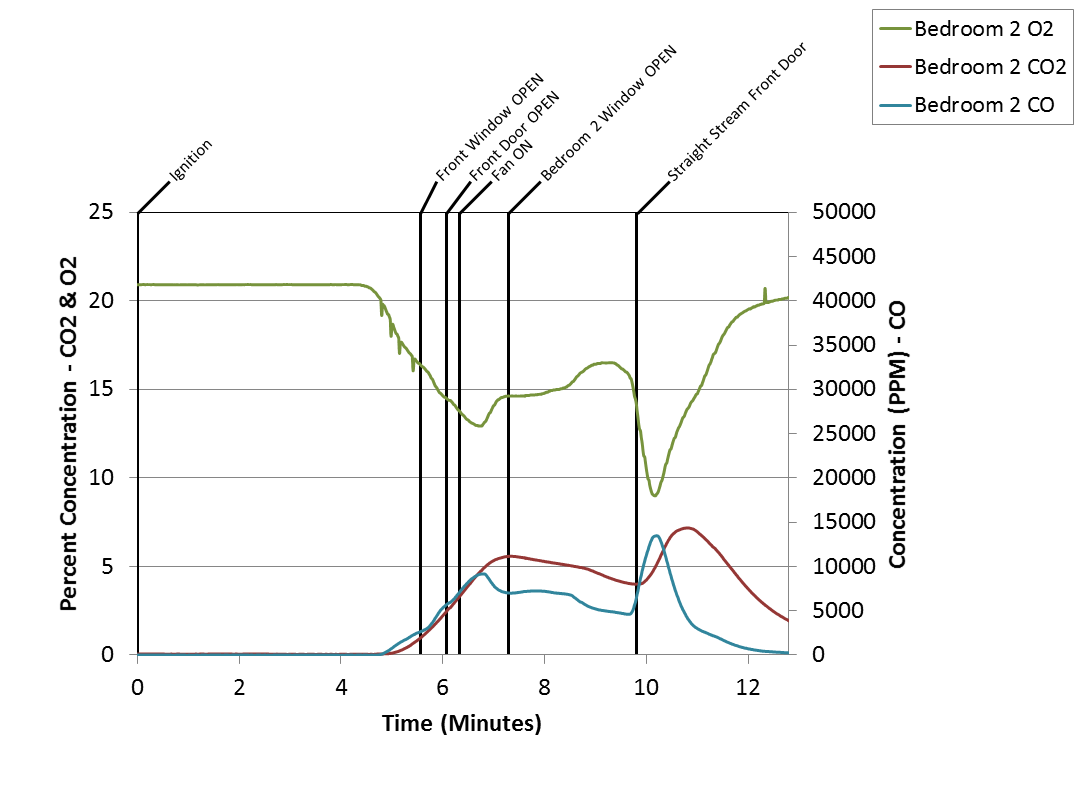 Bedroom 2 O2
Bedroom 2 CO2
Bedroom 2 CO
Ignition
Front Window OPEN
Front Door OPEN
Fan ON
Bedroom 2 Window OPEN
Straight Stream Front Door
25
20
15
10
5
0
Percent Concentration - CO2 & O2
50000
45000
40000
35000
30000
25000
20000
15000
10000
5000
0
Concentration (PPM) - CO
0 2 4 6 8 10 12
Time (Minutes)